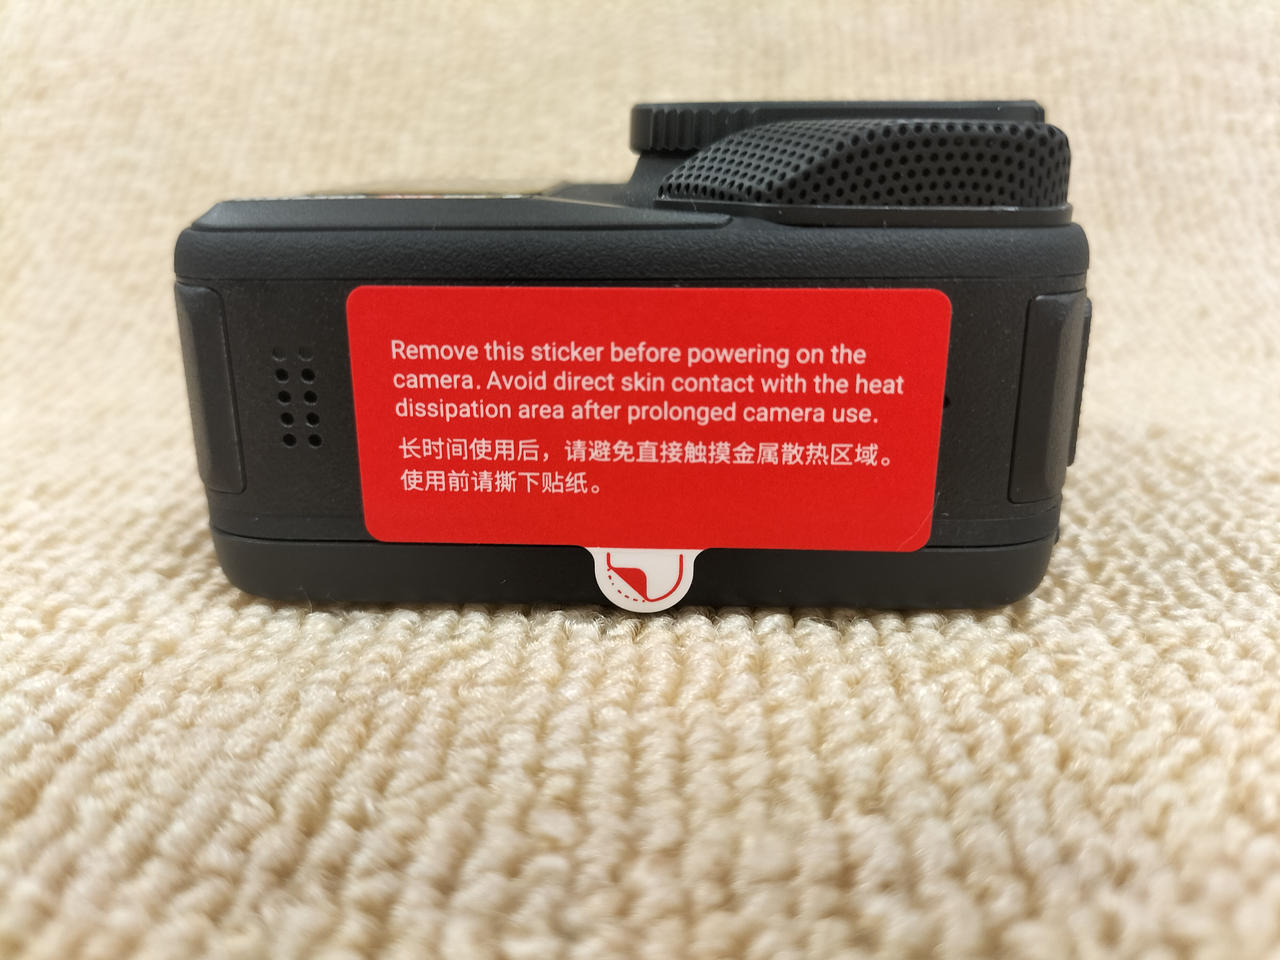 Remove this sticker before powering on the
camera. Avoid direct skin contact with the heat
dissipation area after prolonged camera use.
长时间使用后，请避免直接触摸金属散热区域。
使用前请撕下贴纸。